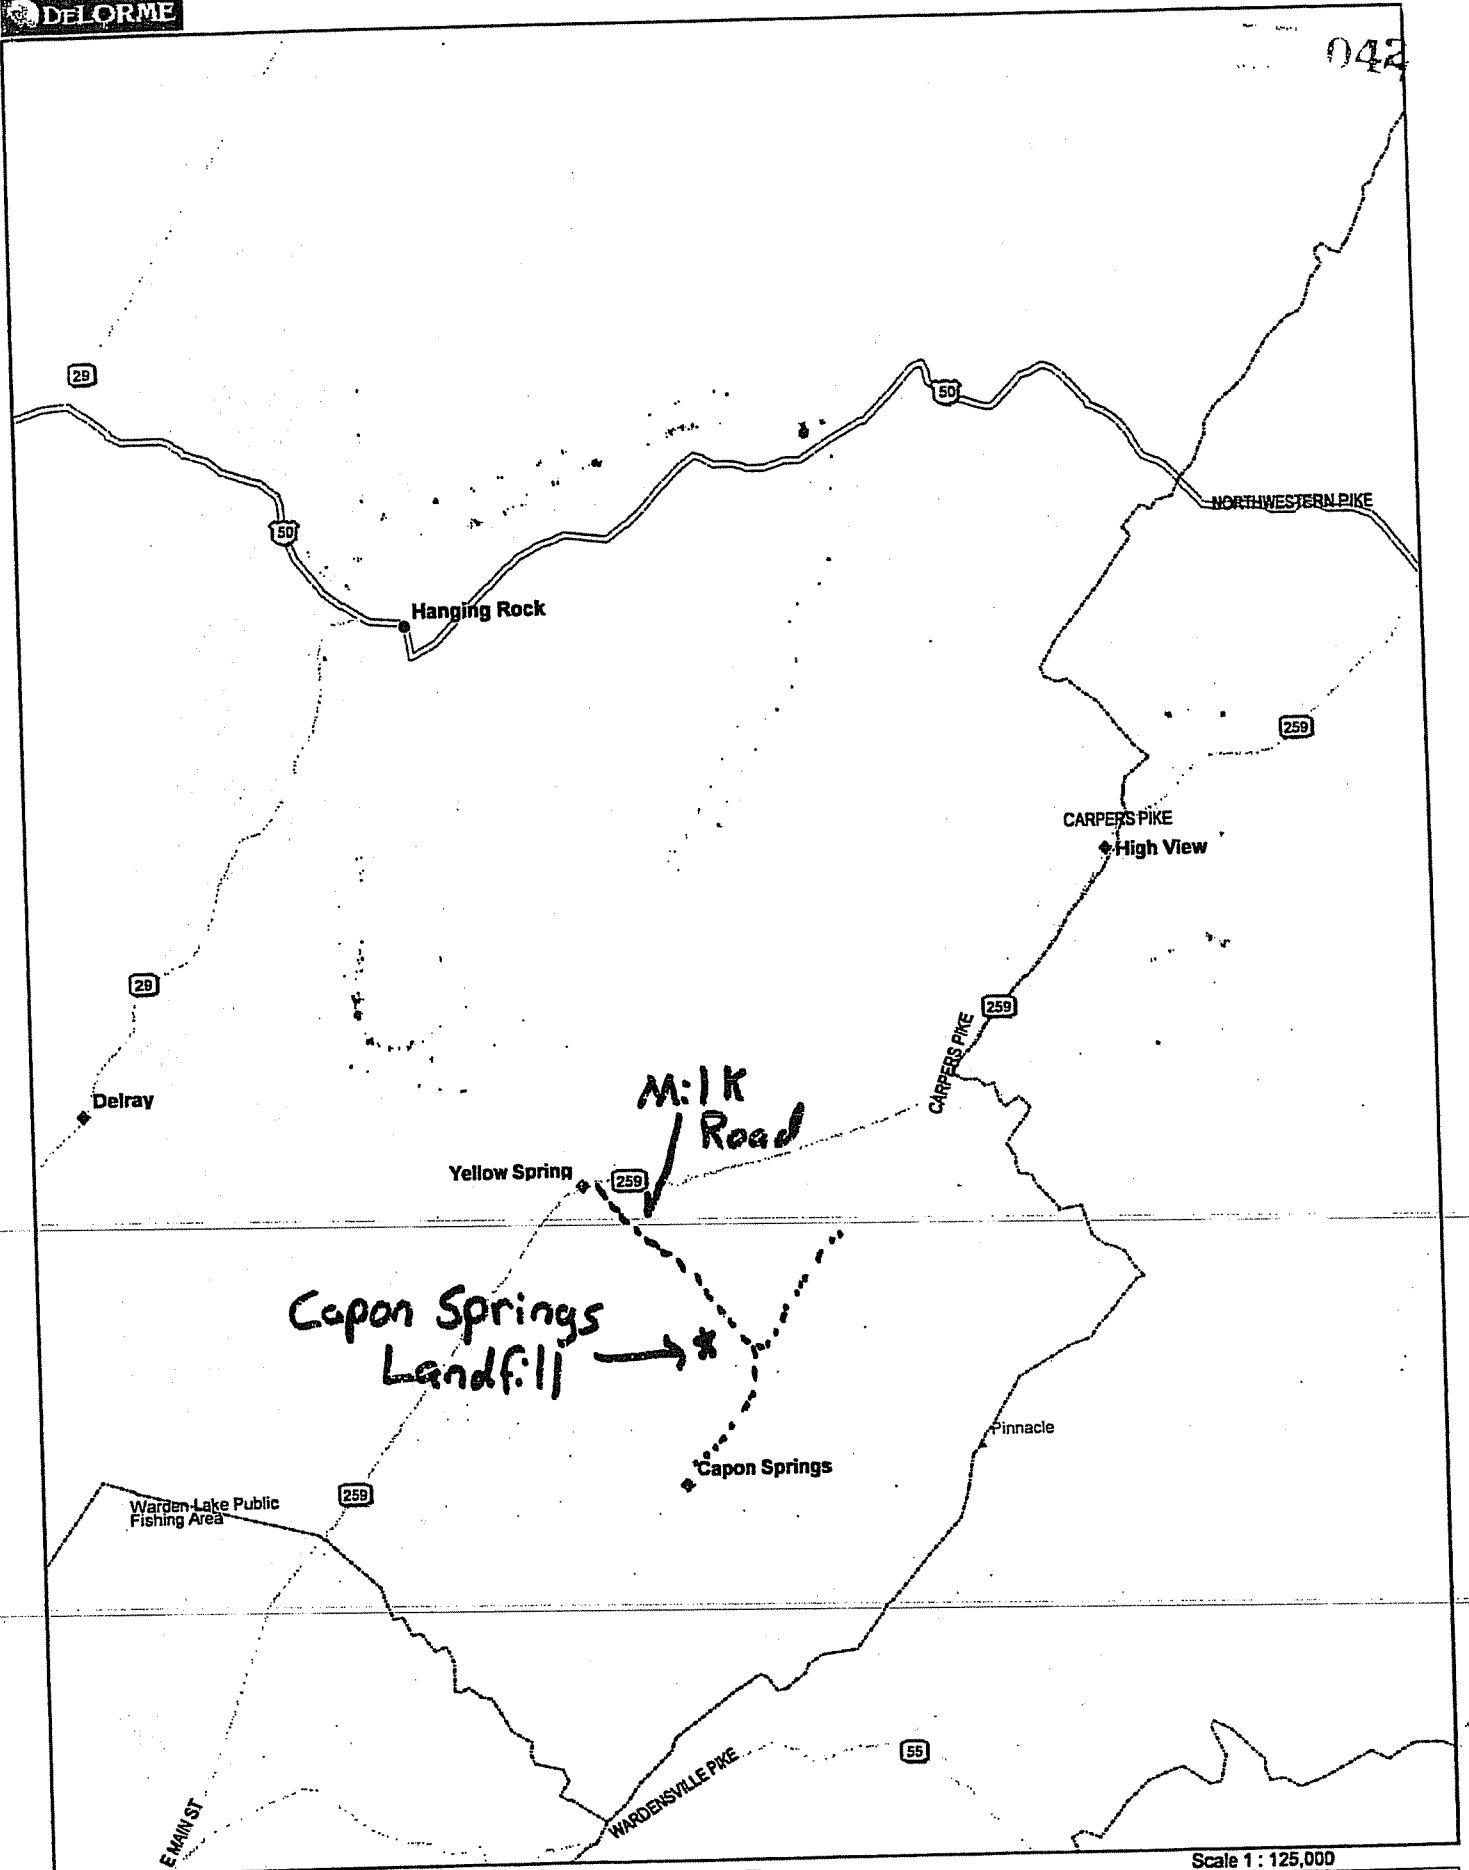 DELORME
042
29
50
50
NORTHWESTERN PIKE
Hanging Rock
259
CARPERS PIKE
High View
29
259
CARPERS PIKE
Delray
Milk
Road
Yellow Spring
259
Capon Springs
Landfill
Pinnacle
Capon Springs
259
Warden Lake Public
Fishing Area
55
WARDENSVILLE PIKE
E MAIN ST
Scale 1 : 125,000